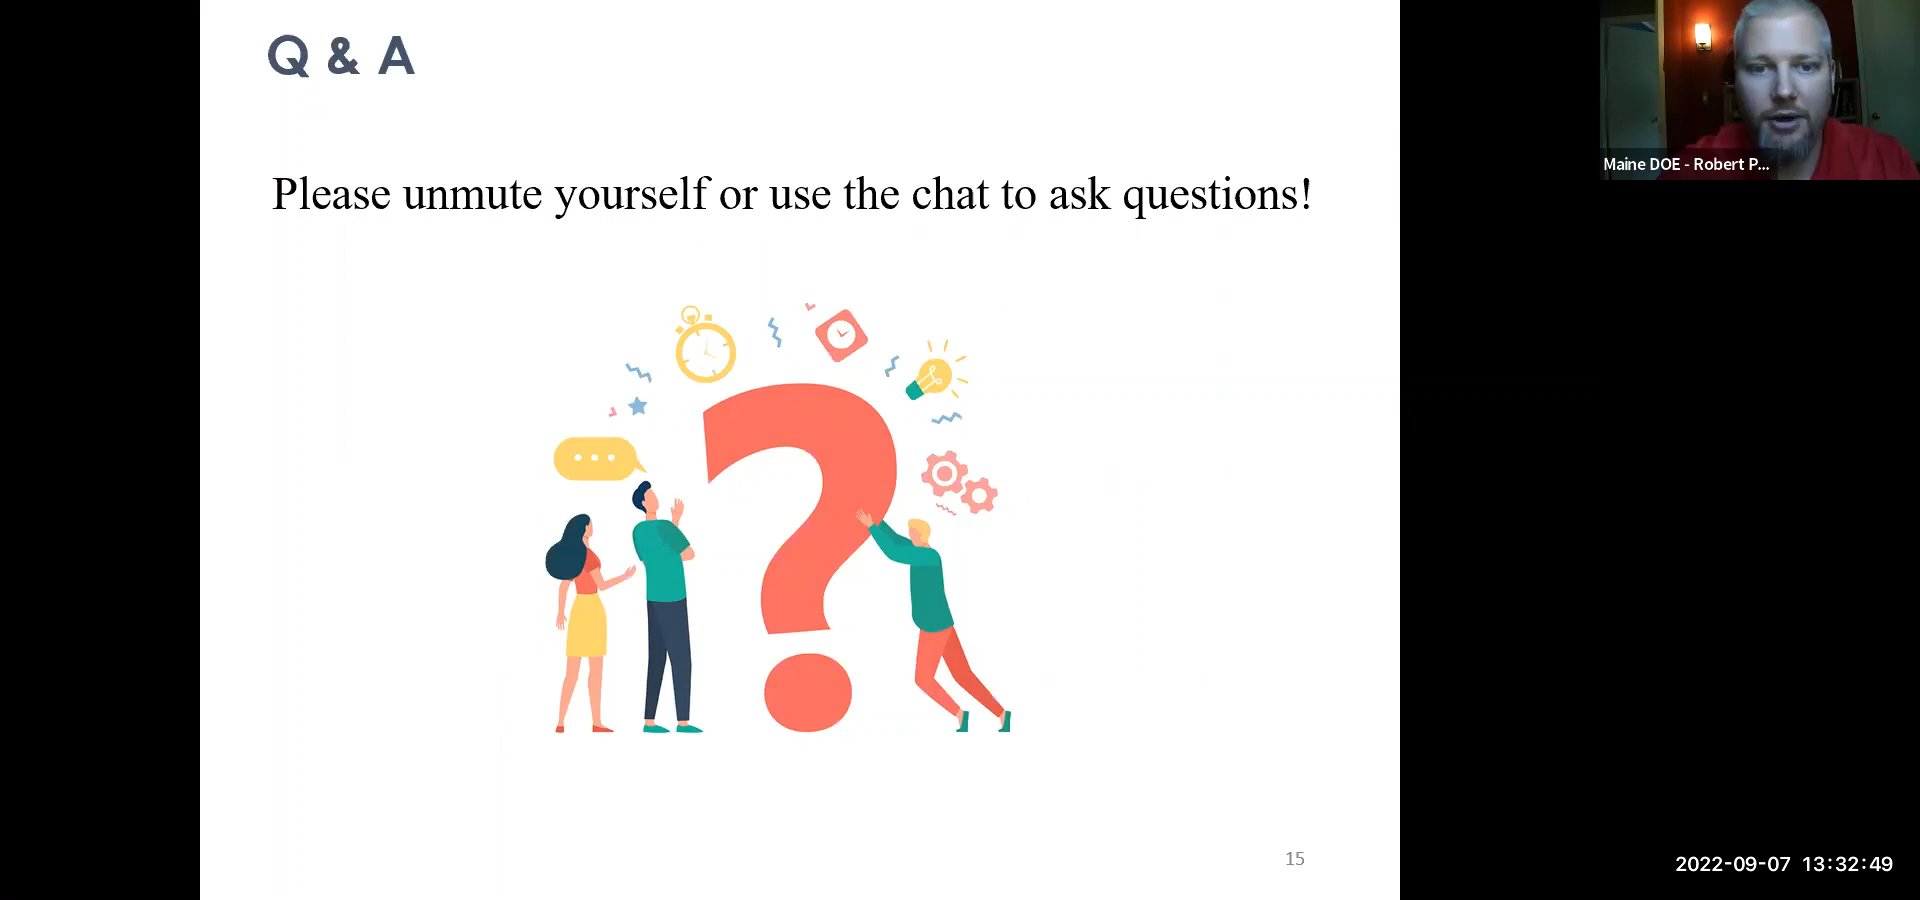 Q & A
Please unmute yourself or use the chat to ask questions!
Maine DOE - Robert P...
15
2022-09-07 13:32:49